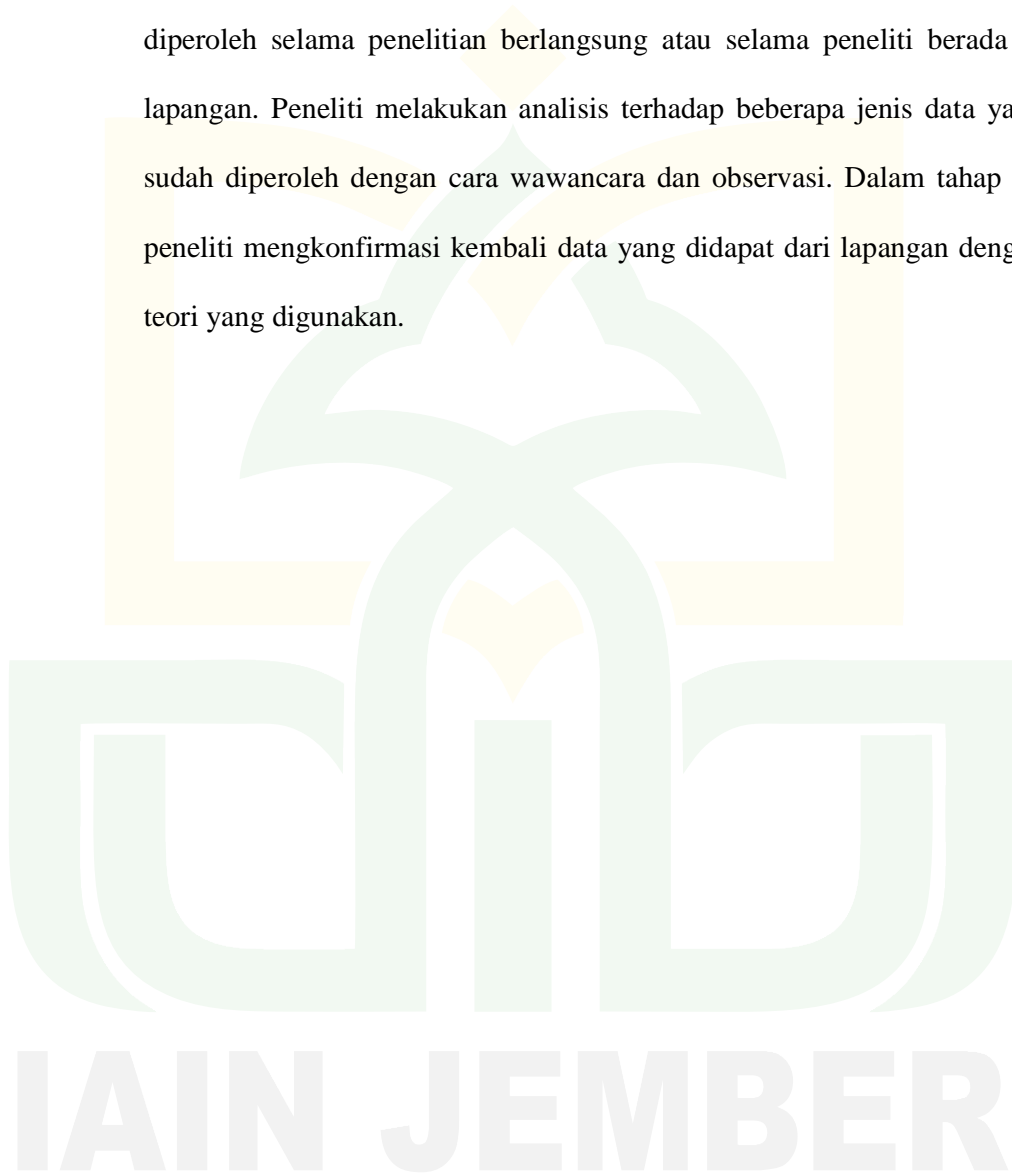 diperoleh selama penelitian berlangsung atau selama peneliti berada
lapangan. Peneliti melakukan analisis terhadap beberapa jenis data ya
sudah diperoleh dengan cara wawancara dan observasi. Dalam tahap
peneliti mengkonfirmasi kembali data yang didapat dari lapangan deng
teori yang digunakan.
IAIN JEMBER